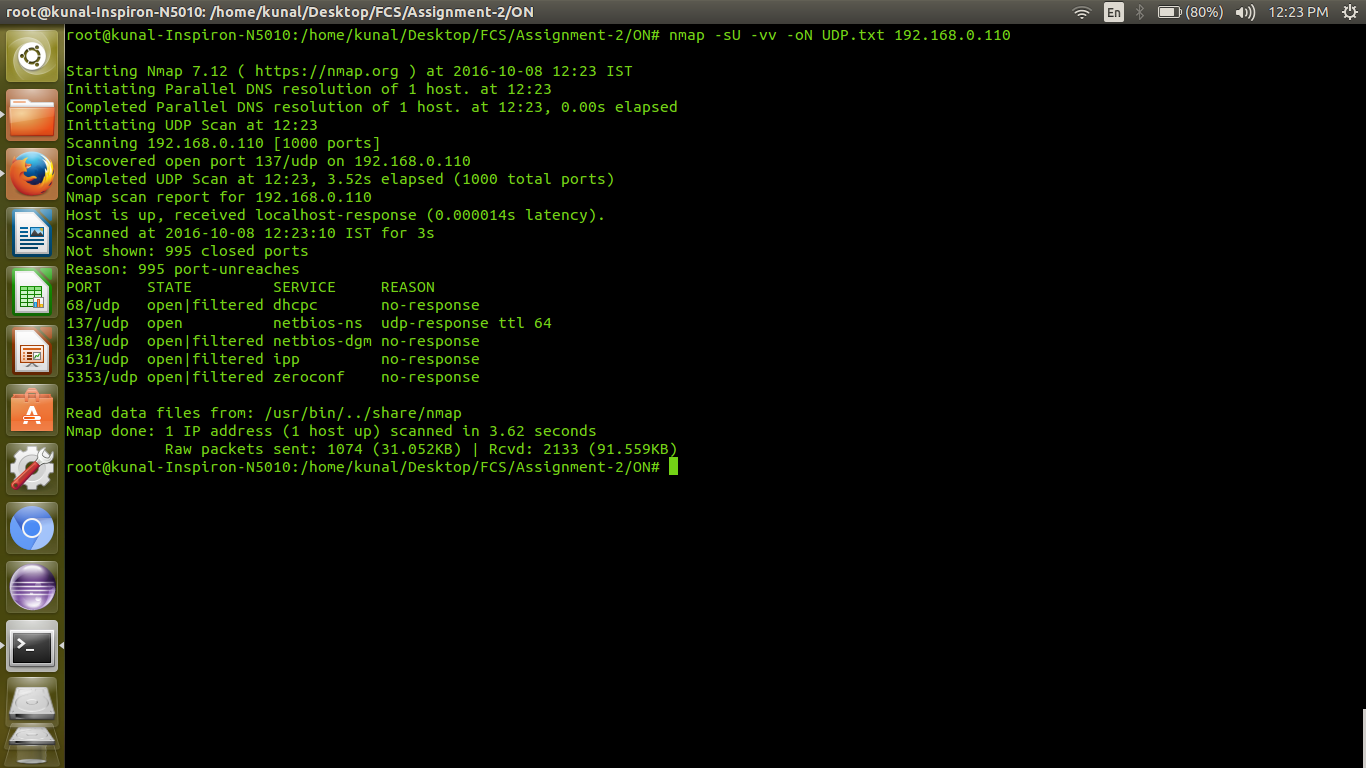 root@kunal-Inspiron-N5010: /home/kunal/Desktop/FCS/Assignment-2/ON
En
(80%)
12:23 PM
root@kunal-Inspiron-N5010:/home/kunal/Desktop/FCS/Assignment-2/ON# nmap -sU -vv -oN UDP.txt 192.168.0.110
Starting Nmap 7.12 ( https://nmap.org ) at 2016-10-08 12:23 IST
Initiating Parallel DNS resolution of 1 host. at 12:23
Completed Parallel DNS resolution of 1 host. at 12:23, 0.00s elapsed
Initiating UDP Scan at 12:23
Scanning 192.168.0.110 [1000 ports]
Discovered open port 137/udp on 192.168.0.110
Completed UDP Scan at 12:23, 3.52s elapsed (1000 total ports)
Nmap scan report for 192.168.0.110
Host is up, received localhost-response (0.000014s latency).
Scanned at 2016-10-08 12:23:10 IST for 3s
Not shown: 995 closed ports
Reason: 995 port-unreaches
PORT     STATE         SERVICE     REASON
68/udp   open|filtered dhcpc       no-response
137/udp  open          netbios-ns  udp-response ttl 64
138/udp  open|filtered netbios-dgm no-response
631/udp  open|filtered ipp         no-response
5353/udp open|filtered zeroconf    no-response
Read data files from: /usr/bin/../share/nmap
Nmap done: 1 IP address (1 host up) scanned in 3.62 seconds
           Raw packets sent: 1074 (31.052KB) | Rcvd: 2133 (91.559KB)
root@kunal-Inspiron-N5010:/home/kunal/Desktop/FCS/Assignment-2/ON#